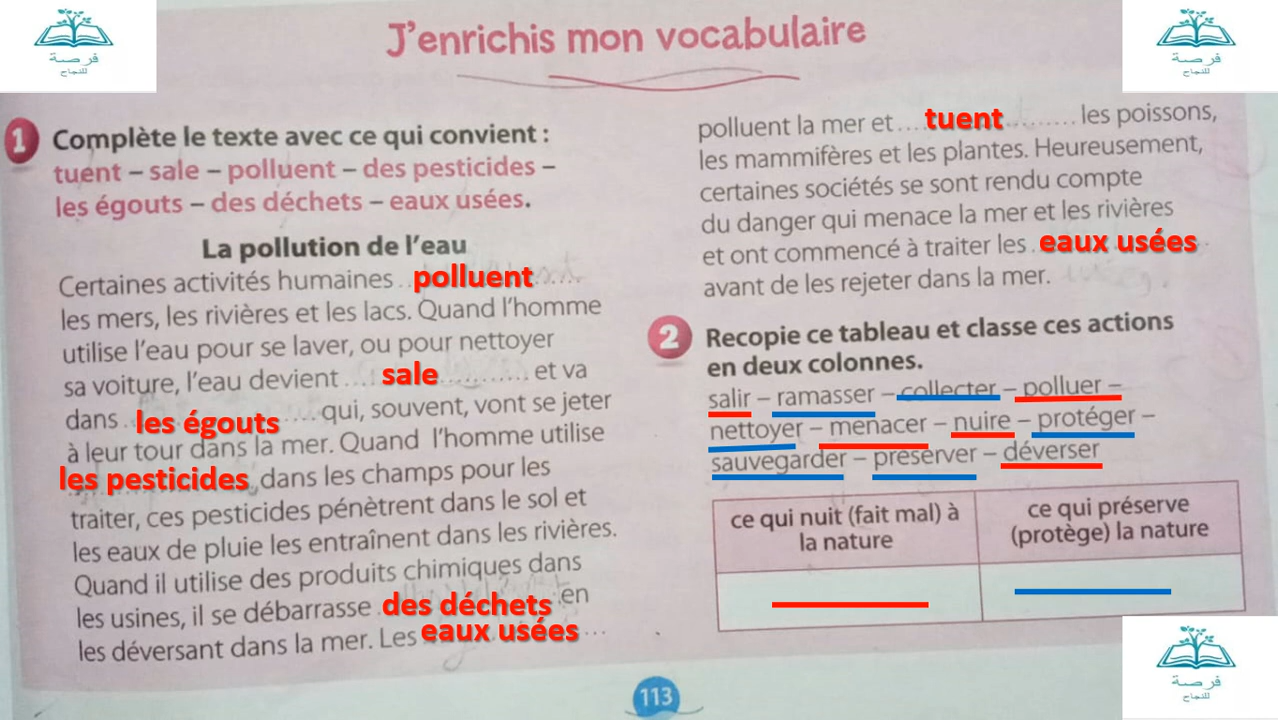 فرصة
للنجاح
J'enrichis mon vocabulaire
فرصة
للنجاح
1 Complète le texte avec ce qui convient :
tuent – sale – polluent – des pesticides –
les égouts – des déchets – eaux usées.
La pollution de l'eau
Certaines activités humaines .. polluent ....
les mers, les rivières et les lacs. Quand l'homme
utilise l'eau pour se laver, ou pour nettoyer
sa voiture, l'eau devient .... sale .......... et va
dans .. les égouts ..... qui, souvent, vont se jeter
à leur tour dans la mer. Quand l'homme utilise
les pesticides dans les champs pour les
traiter, ces pesticides pénètrent dans le sol et
les eaux de pluie les entraînent dans les rivières.
Quand il utilise des produits chimiques dans
les usines, il se débarrasse des déchets en
les déversant dans la mer. Les eaux usées ...
polluent la mer et .... tuent .......... les poissons,
les mammifères et les plantes. Heureusement,
certaines sociétés se sont rendu compte
du danger qui menace la mer et les rivières
et ont commencé à traiter les . eaux usées
avant de les rejeter dans la mer.
2 Recopie ce tableau et classe ces actions
en deux colonnes.
salir – ramasser – collecter – polluer –
nettoyer – menacer – nuire – protéger –
sauvegarder – préserver – déverser
ce qui nuit (fait mal) à
la nature
ce qui préserve
(protège) la nature
113
فرصة
للنجاح